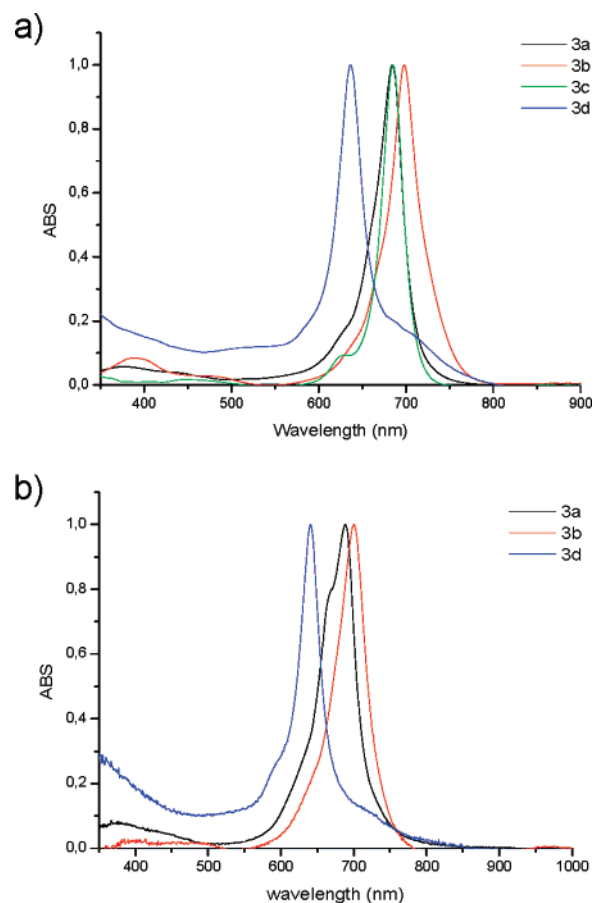 a)
3a
3b
3c
3d
1,0
0,8
0,6
0,4
0,2
0,0
ABS
400 500 600 700 800 900
Wavelength (nm)
b)
3a
3b
3d
1,0
0,8
0,6
0,4
0,2
0,0
ABS
400 500 600 700 800 900 1000
wavelength (nm)